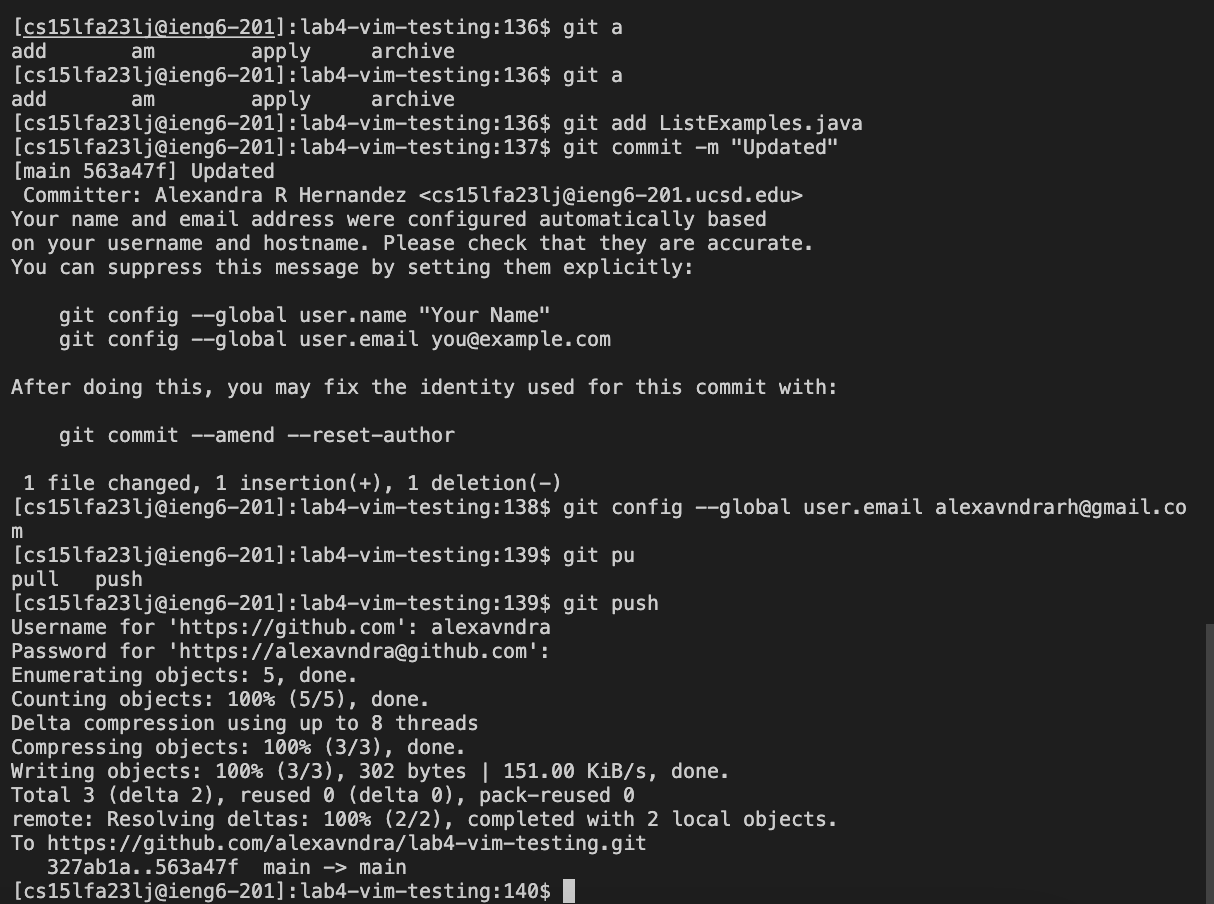 [cs15lfa23lj@ieng6-201]:lab4-vim-testing:136$ git a
add       am        apply     archive
[cs15lfa23lj@ieng6-201]:lab4-vim-testing:136$ git a
add       am        apply     archive
[cs15lfa23lj@ieng6-201]:lab4-vim-testing:136$ git add ListExamples.java
[cs15lfa23lj@ieng6-201]:lab4-vim-testing:137$ git commit -m "Updated"
[main 563a47f] Updated
 Committer: Alexandra R Hernandez <cs15lfa23lj@ieng6-201.ucsd.edu>
Your name and email address were configured automatically based
on your username and hostname. Please check that they are accurate.
You can suppress this message by setting them explicitly:

    git config --global user.name "Your Name"
    git config --global user.email you@example.com

After doing this, you may fix the identity used for this commit with:

    git commit --amend --reset-author

 1 file changed, 1 insertion(+), 1 deletion(-)
[cs15lfa23lj@ieng6-201]:lab4-vim-testing:138$ git config --global user.email alexavndrarh@gmail.co
m
[cs15lfa23lj@ieng6-201]:lab4-vim-testing:139$ git pu
pull   push
[cs15lfa23lj@ieng6-201]:lab4-vim-testing:139$ git push
Username for 'https://github.com': alexavndra
Password for 'https://alexavndra@github.com':
Enumerating objects: 5, done.
Counting objects: 100% (5/5), done.
Delta compression using up to 8 threads
Compressing objects: 100% (3/3), done.
Writing objects: 100% (3/3), 302 bytes | 151.00 KiB/s, done.
Total 3 (delta 2), reused 0 (delta 0), pack-reused 0
remote: Resolving deltas: 100% (2/2), completed with 2 local objects.
To https://github.com/alexavndra/lab4-vim-testing.git
   327ab1a..563a47f  main -> main
[cs15lfa23lj@ieng6-201]:lab4-vim-testing:140$